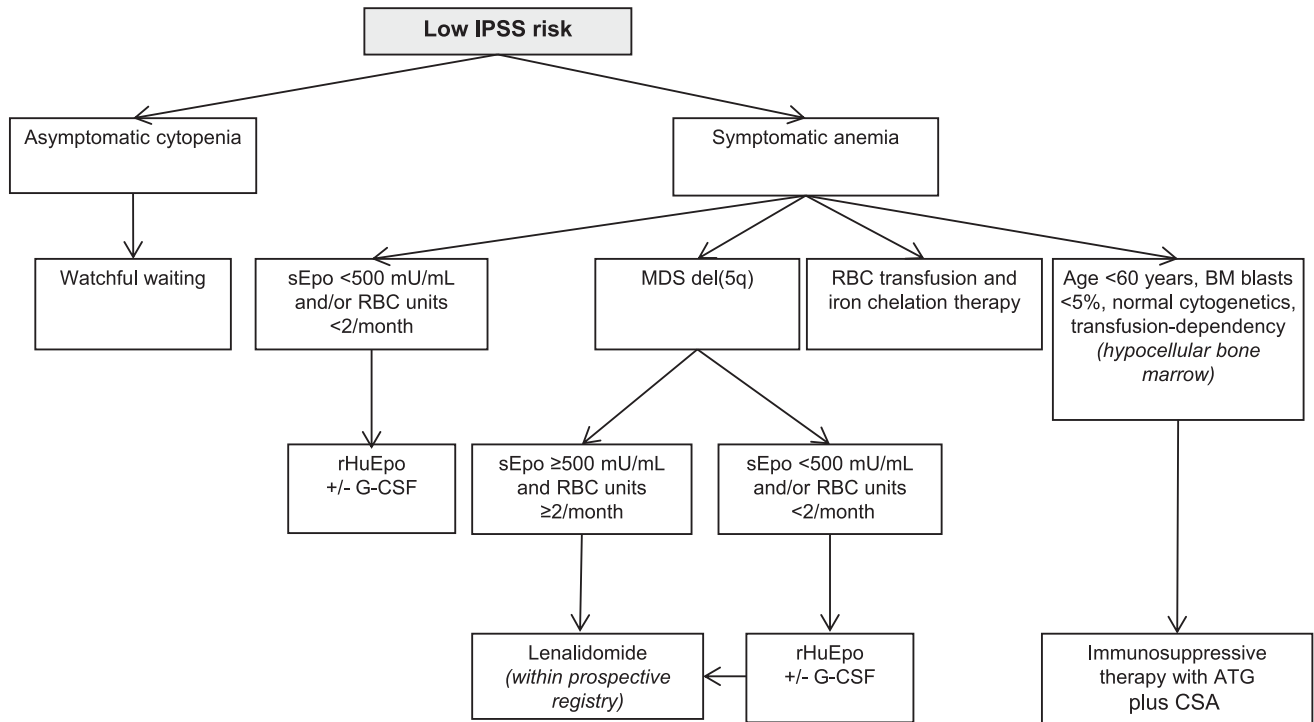 Low IPSS risk
Asymptomatic cytopenia
Symptomatic anemia
Watchful waiting
sEpo <500 mU/mL
and/or RBC units
<2/month
MDS del(5q)
RBC transfusion and
iron chelation therapy
Age <60 years, BM blasts
<5%, normal cytogenetics,
transfusion-dependency
(hypocellular bone
marrow)
rHuEpo
+/- G-CSF
sEpo ≥500 mU/mL
and RBC units
≥2/month
sEpo <500 mU/mL
and/or RBC units
<2/month
Lenalidomide
(within prospective
registry)
rHuEpo
+/- G-CSF
Immunosuppressive
therapy with ATG
plus CSA